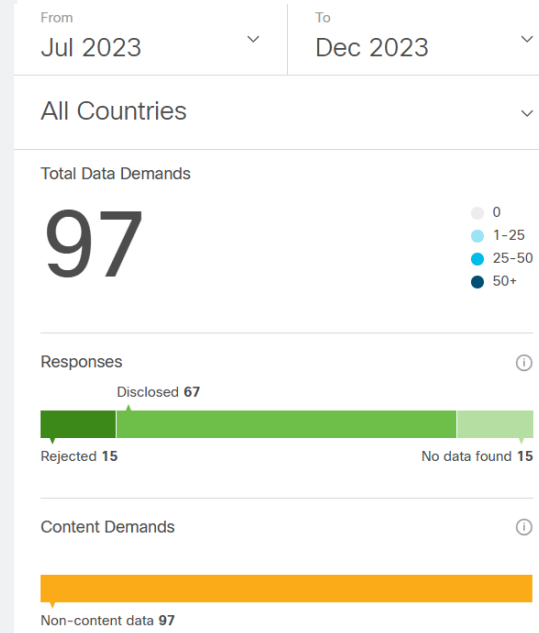 From To
Jul 2023 Dec 2023
All Countries
Total Data Demands
97
0
1-25
25-50
50+
Responses
Disclosed 67
Rejected 15 No data found 15
Content Demands
Non-content data 97